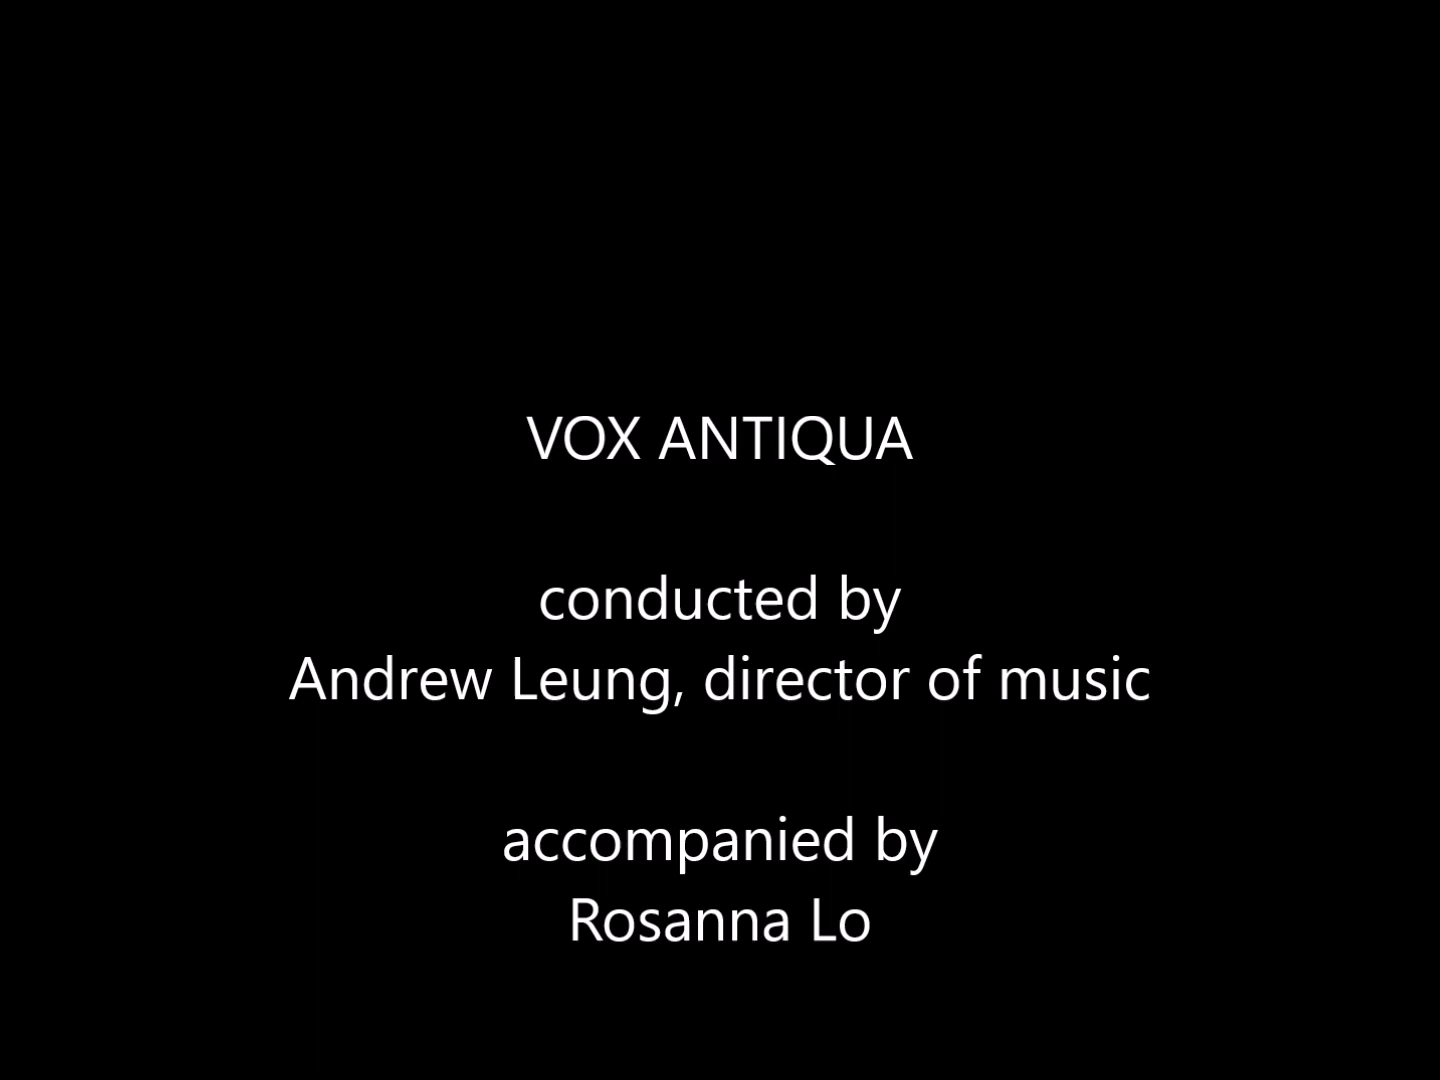 VOX ANTIQUA
conducted by
Andrew Leung, director of music
accompanied by
Rosanna Lo